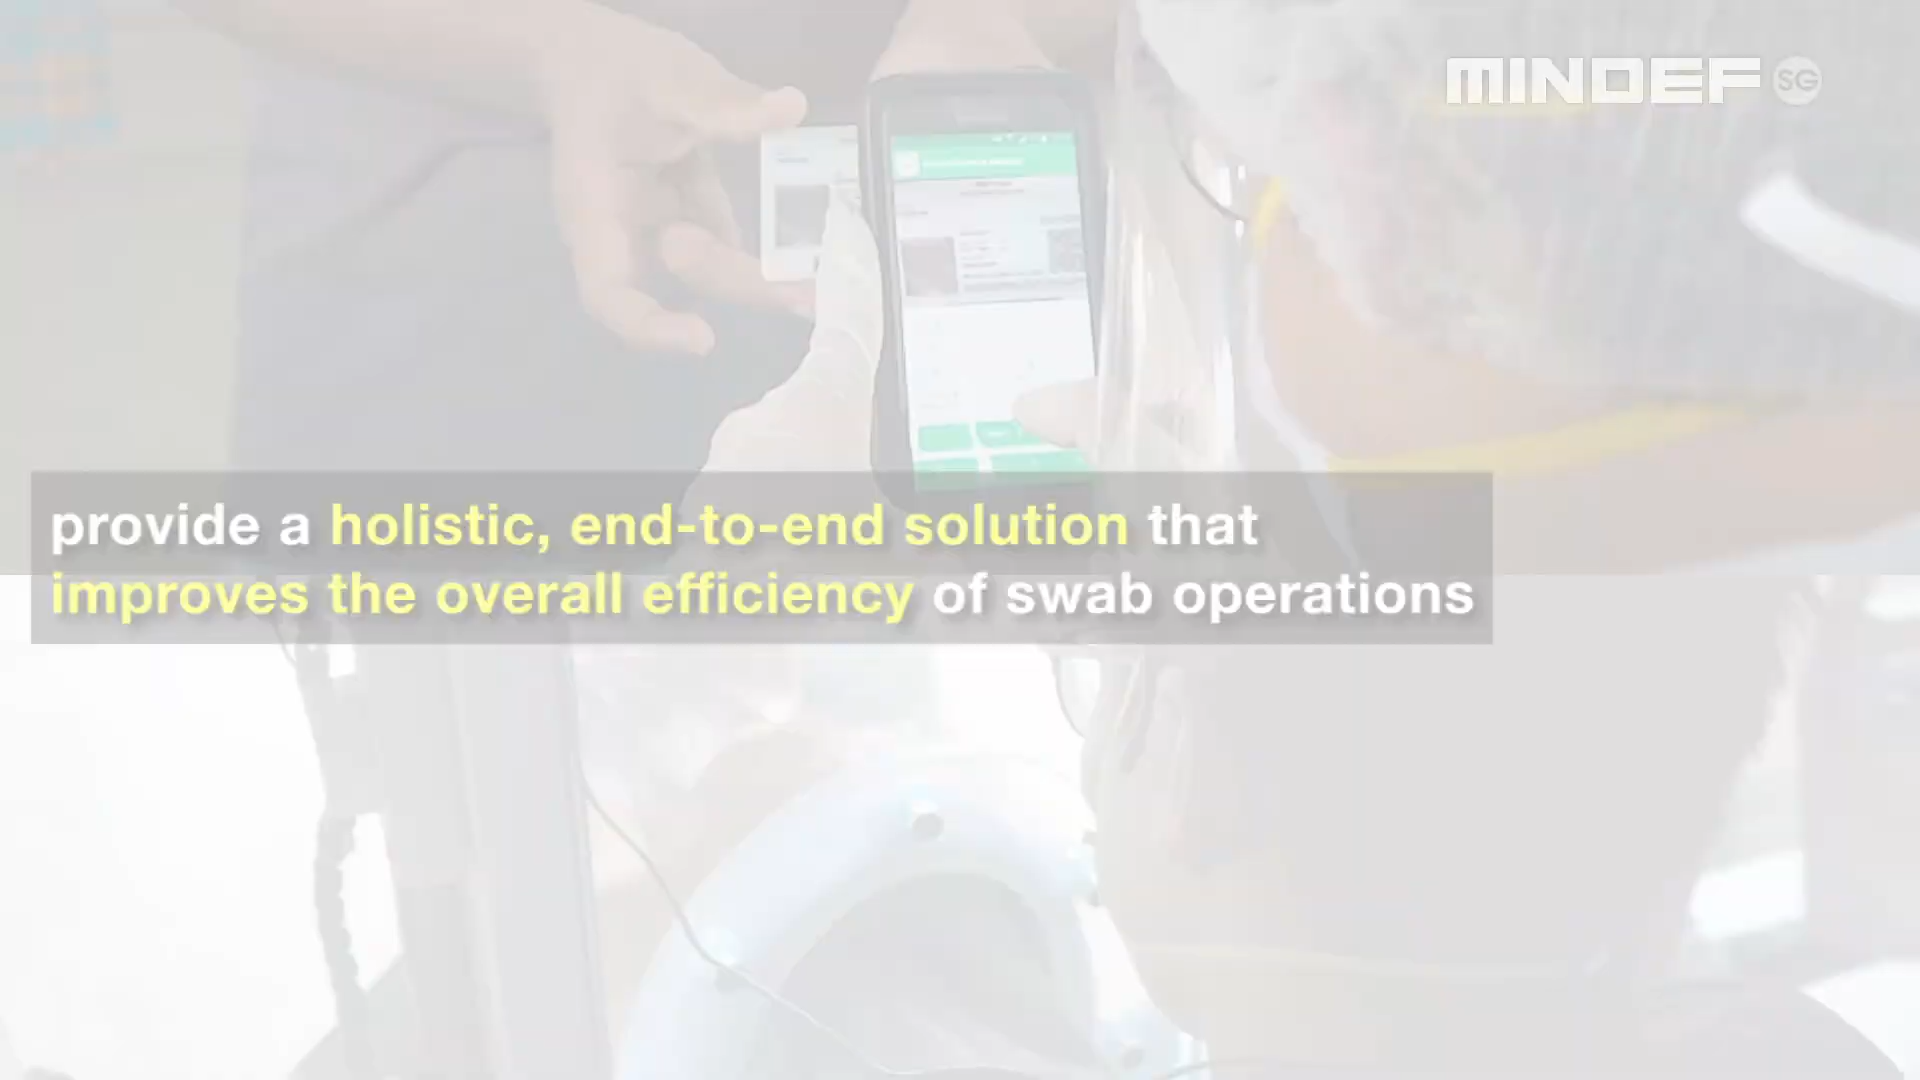 MINDEF SG
provide a holistic, end-to-end solution that
improves the overall efficiency of swab operations